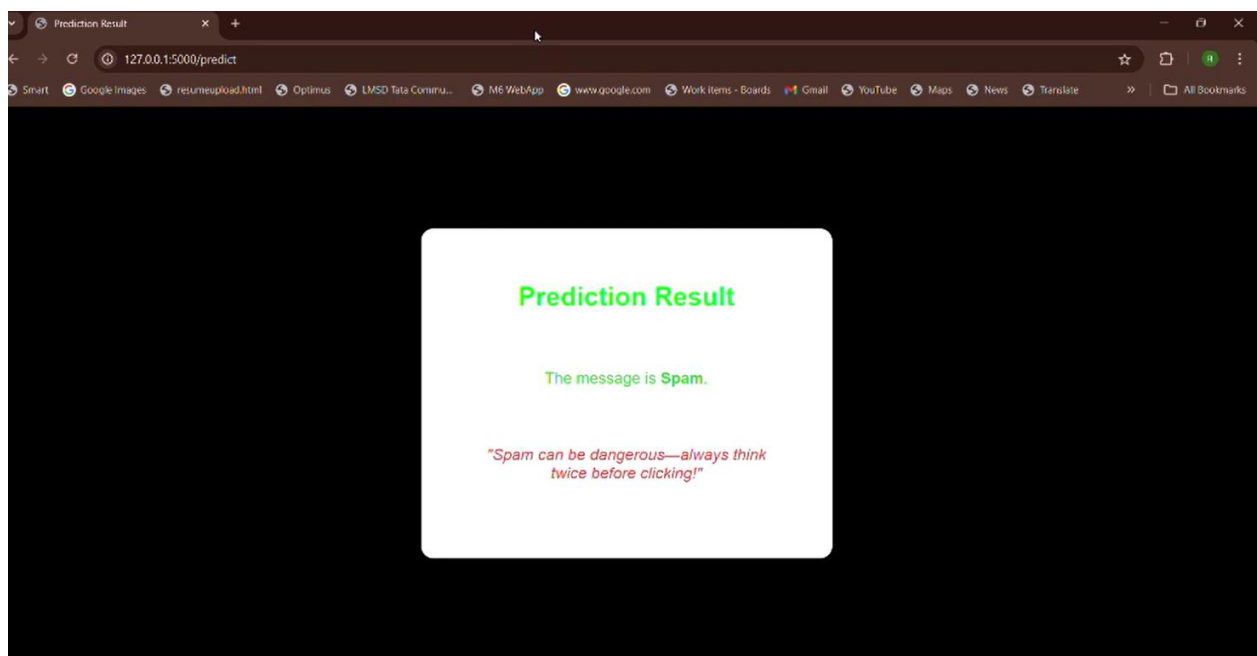 Prediction Result
127.0.0.1:5000/predict
Smart Google Images resumeupload.html Optimus LMSD Tata Commu... M6 WebApp www.google.com Work items - Boards Gmail YouTube Maps News Translate » All Bookmarks
Prediction Result
The message is Spam.
"Spam can be dangerous—always think
twice before clicking!"